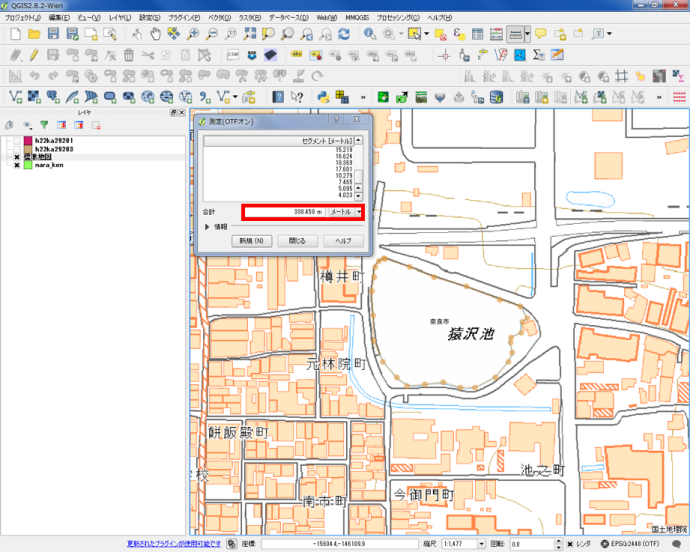 QGIS2.8.2-Wien
プロジェクト(J) 編集(E) ビュー(V) レイヤ(L) 設定(S) プラグイン(P) ベクタ(O) ラスタ(R) データベース(D) Web(W) MMQGIS プロセッシング(C) ヘルプ(H)
レイヤ
h22ka29201
h22ka29203
基準地図
nara_ken
測定(OTFオン)
セグメント [メートル]
15.219
16.624
18.369
17.601
10.279
7.465
5.095
4.023
合計 338.459 m メートル
情報
新規 (N) 閉じる ヘルプ
樽井町
奈良市
猿沢池
元林院町
餅飯殿町
学校
池之町
今御門町
南市町
国土地理院
更新されたプラグインが使用可能です 座標: -15604.4,-146109.9 縮尺 1:1,477 回転: 0.0 レンダ EPSG:2448 (OTF)